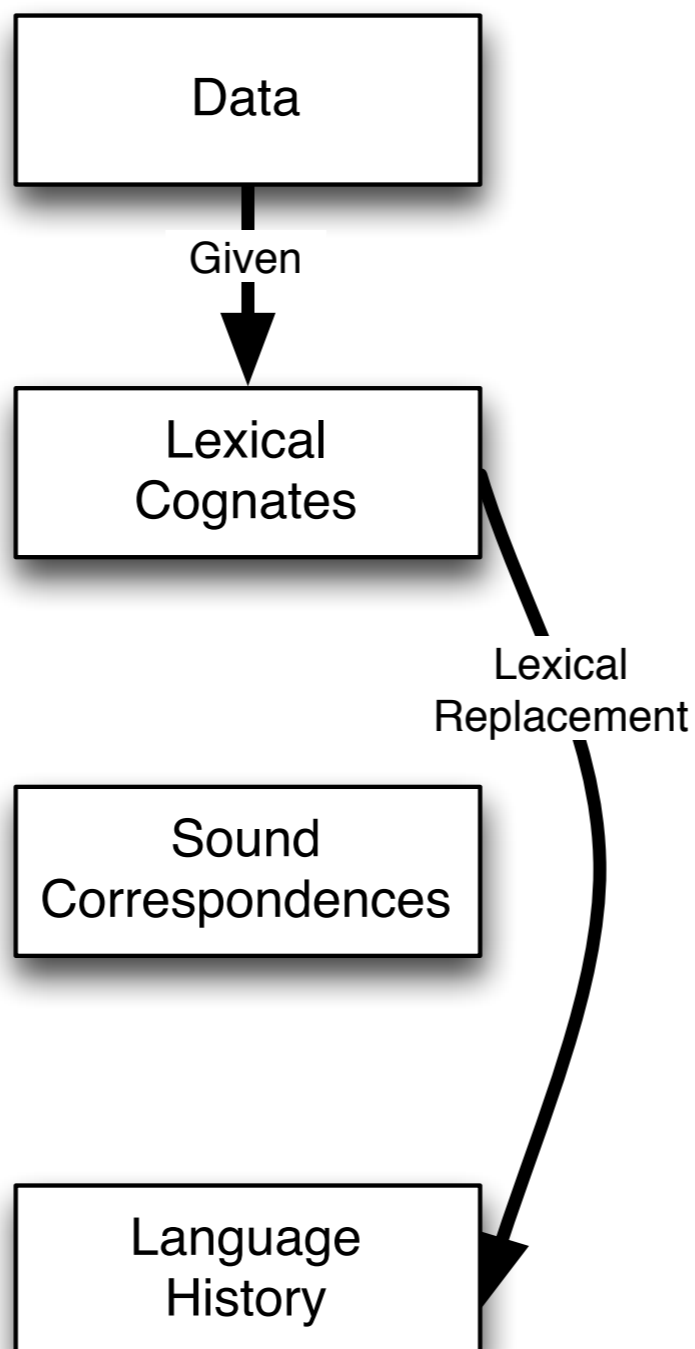 Data
Given
Lexical
Cognates
Lexical
Replacement
Sound
Correspondences
Language
History